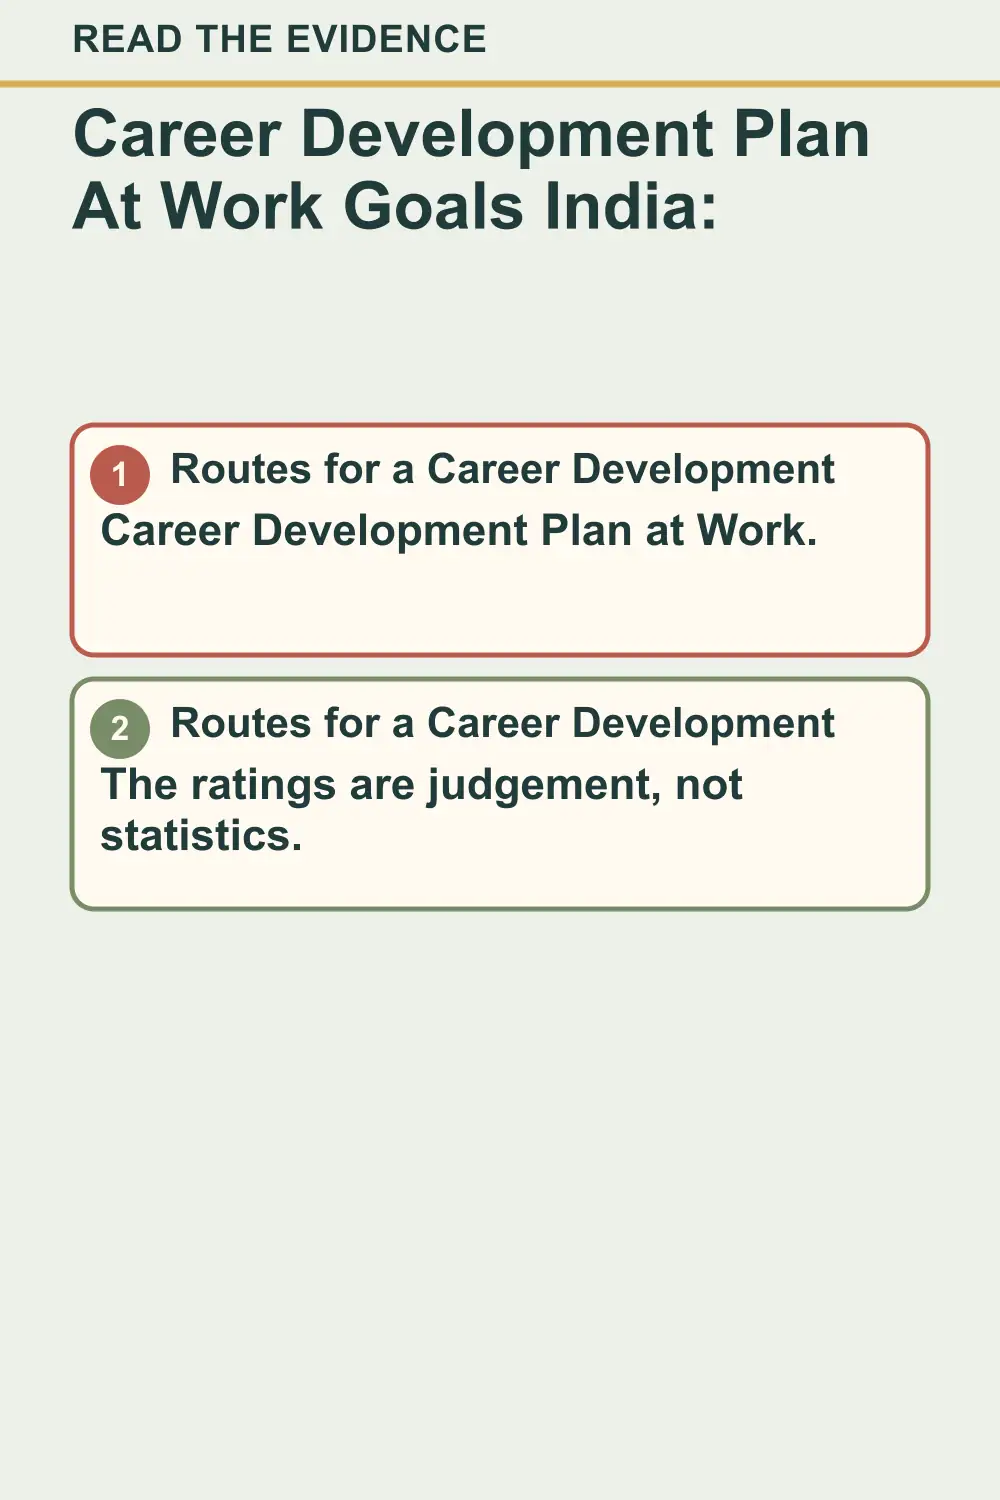 READ THE EVIDENCE
Career Development Plan
At Work Goals India:
1 Routes for a Career Development
Career Development Plan at Work.
2 Routes for a Career Development
The ratings are judgement, not
statistics.